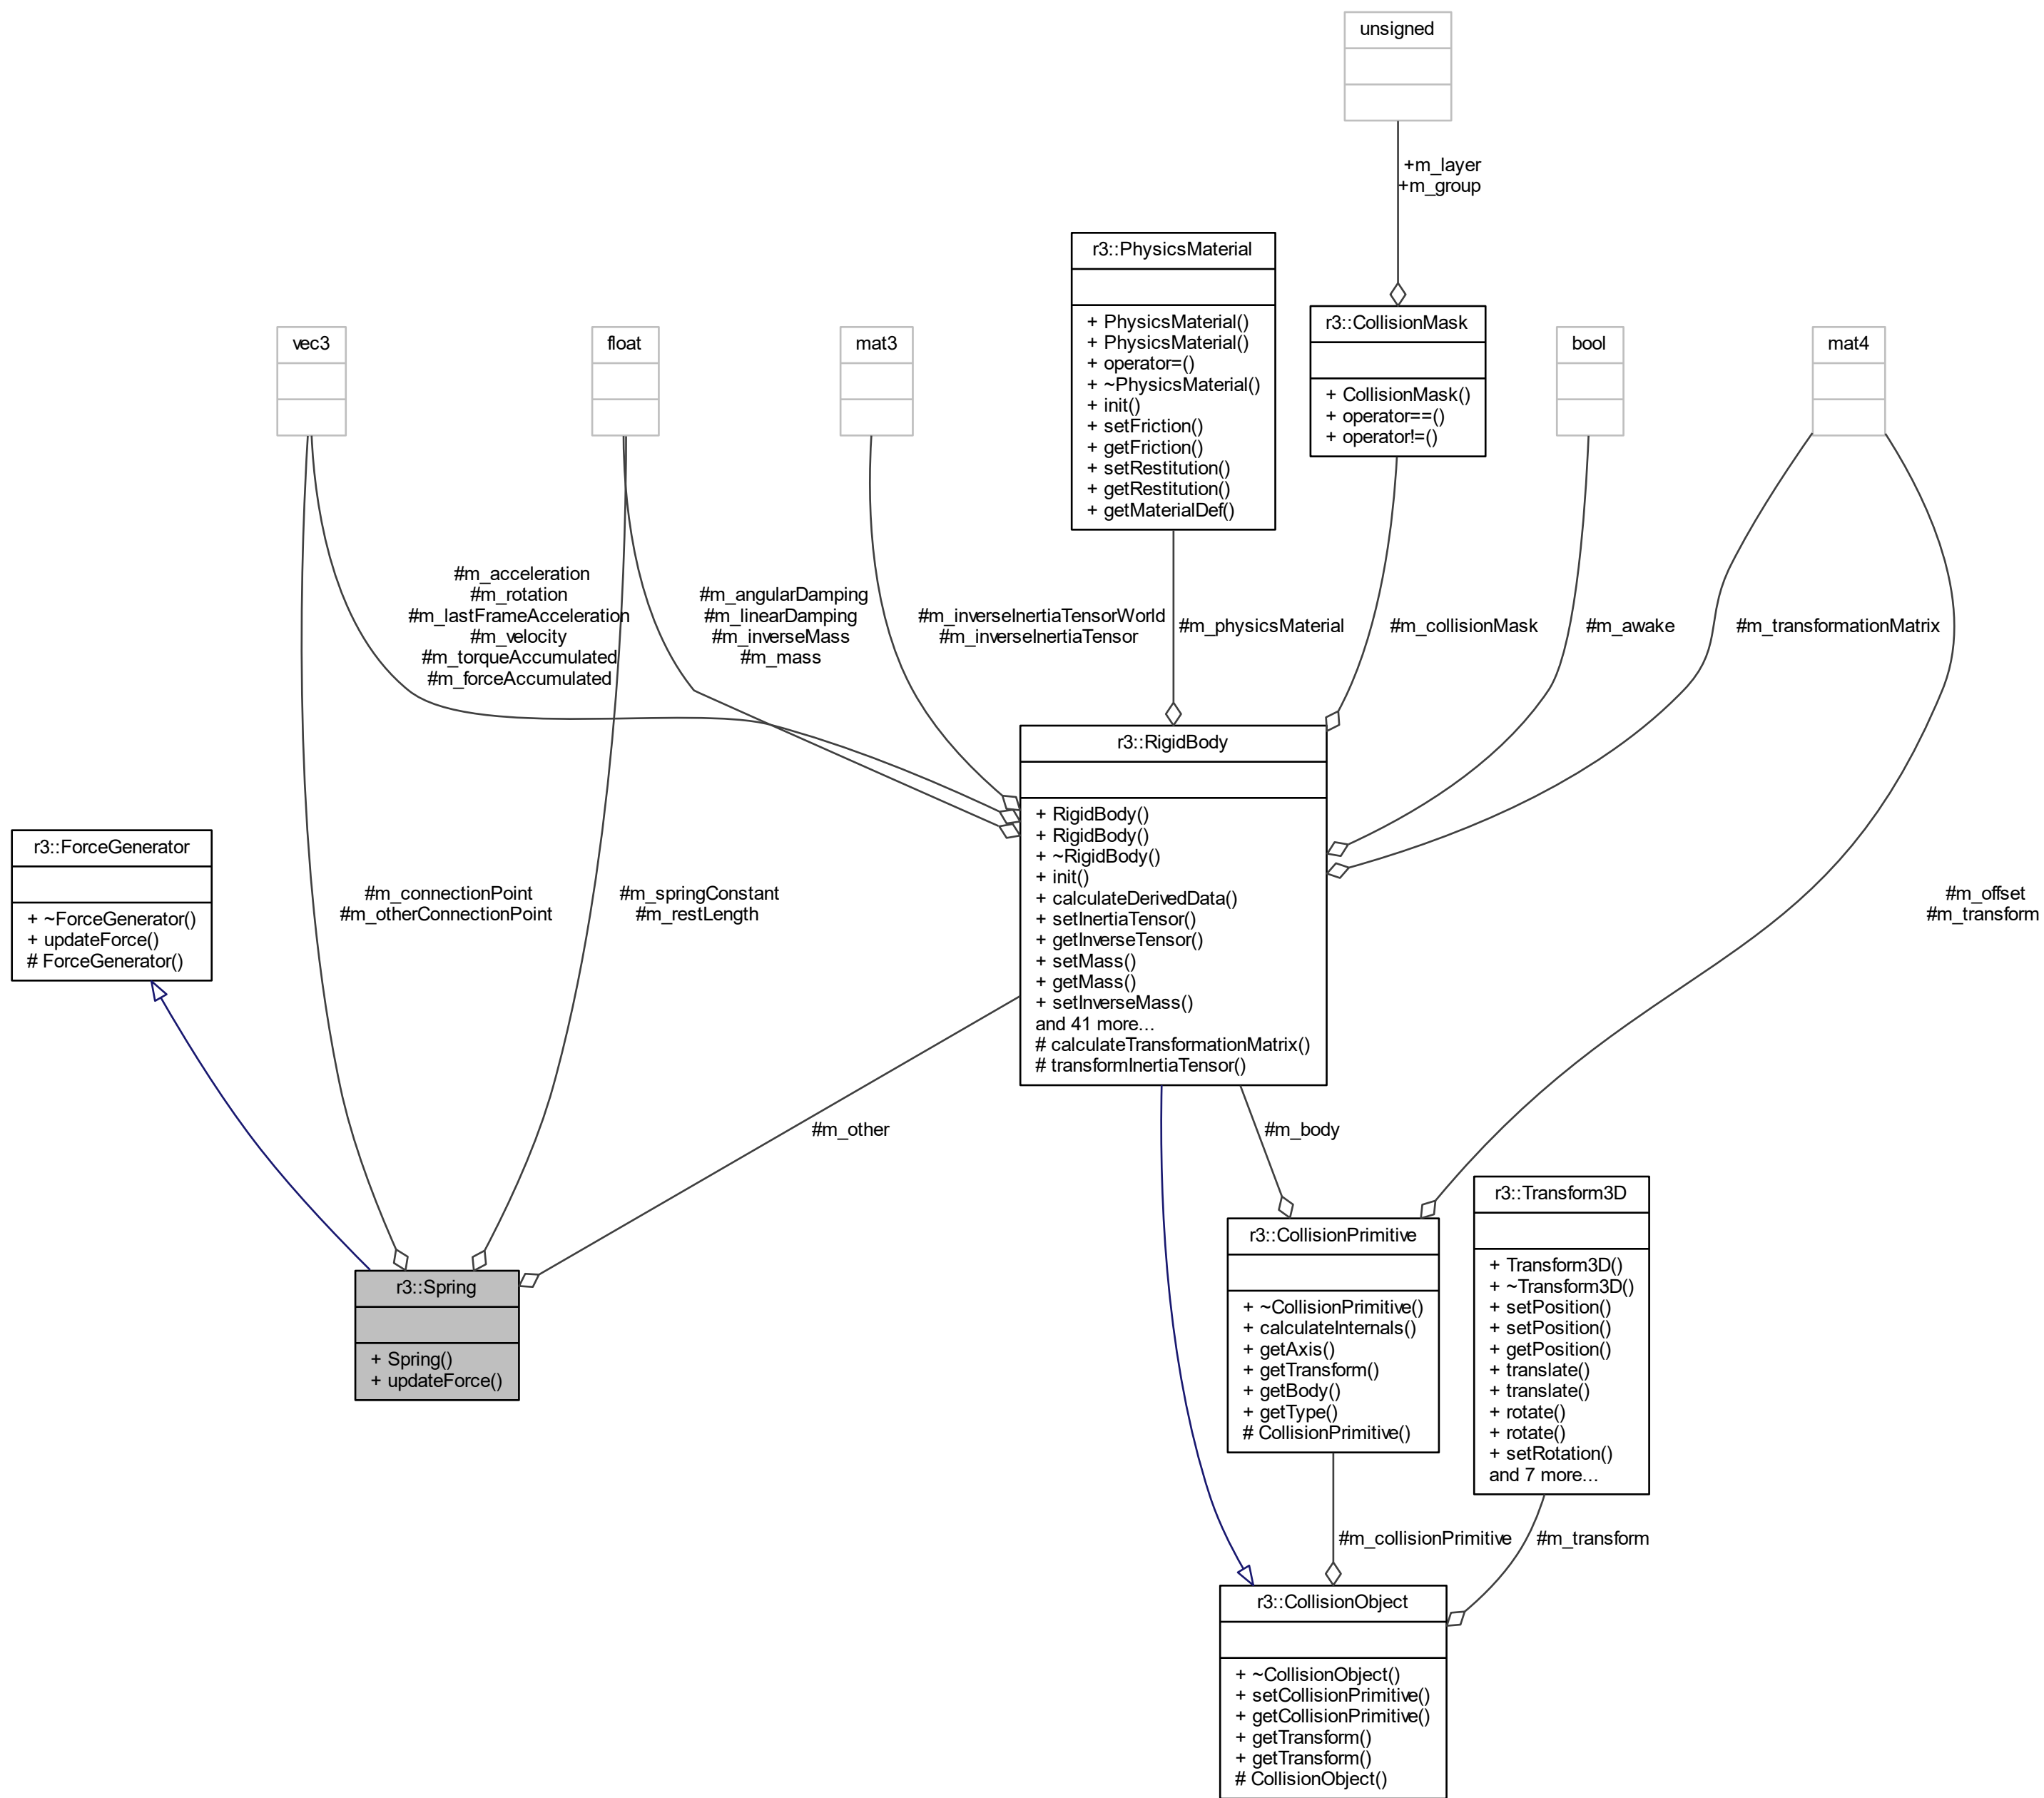 unsigned
+m_layer
+m_group
r3::PhysicsMaterial
+ PhysicsMaterial()
+ PhysicsMaterial()
+ operator=()
+ ~PhysicsMaterial()
+ init()
+ setFriction()
+ getFriction()
+ setRestitution()
+ getRestitution()
+ getMaterialDef()
r3::CollisionMask
+ CollisionMask()
+ operator==()
+ operator!=()
vec3
float
mat3
bool
mat4
#m_acceleration
#m_rotation
#m_lastFrameAcceleration
#m_velocity
#m_torqueAccumulated
#m_forceAccumulated
#m_angularDamping
#m_linearDamping
#m_inverseMass
#m_mass
#m_inverseInertiaTensorWorld
#m_inverseInertiaTensor
#m_physicsMaterial
#m_collisionMask
#m_awake
#m_transformationMatrix
r3::RigidBody
+ RigidBody()
+ RigidBody()
+ ~RigidBody()
+ init()
+ calculateDerivedData()
+ setInertiaTensor()
+ getInverseTensor()
+ setMass()
+ getMass()
+ setInverseMass()
and 41 more...
# calculateTransformationMatrix()
# transformInertiaTensor()
r3::ForceGenerator
+ ~ForceGenerator()
+ updateForce()
# ForceGenerator()
#m_connectionPoint
#m_otherConnectionPoint
#m_springConstant
#m_restLength
#m_offset
#m_transform
#m_other
#m_body
r3::Spring
+ Spring()
+ updateForce()
r3::CollisionPrimitive
+ ~CollisionPrimitive()
+ calculateInternals()
+ getAxis()
+ getTransform()
+ getBody()
+ getType()
# CollisionPrimitive()
r3::Transform3D
+ Transform3D()
+ ~Transform3D()
+ setPosition()
+ setPosition()
+ getPosition()
+ translate()
+ translate()
+ rotate()
+ rotate()
+ setRotation()
and 7 more...
#m_collisionPrimitive
#m_transform
r3::CollisionObject
+ ~CollisionObject()
+ setCollisionPrimitive()
+ getCollisionPrimitive()
+ getTransform()
+ getTransform()
# CollisionObject()